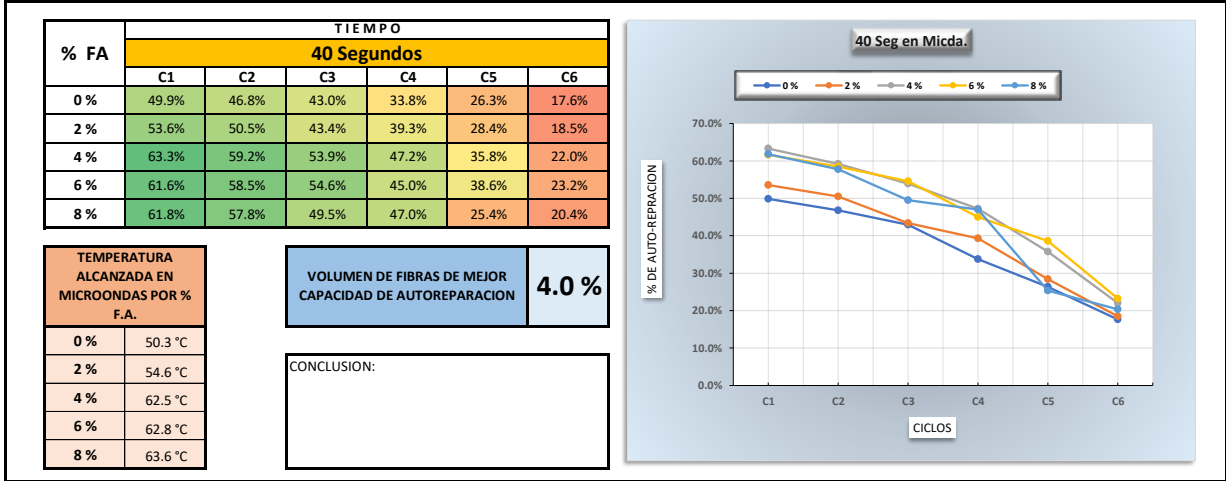 % FA
T I E M P O
40 Segundos
C1 C2 C3 C4 C5 C6
0 % 49.9% 46.8% 43.0% 33.8% 26.3% 17.6%
2 % 53.6% 50.5% 43.4% 39.3% 28.4% 18.5%
4 % 63.3% 59.2% 53.9% 47.2% 35.8% 22.0%
6 % 61.6% 58.5% 54.6% 45.0% 38.6% 23.2%
8 % 61.8% 57.8% 49.5% 47.0% 25.4% 20.4%
TEMPERATURA
ALCANZADA EN
MICROONDAS POR %
F.A.
0 % 50.3 °C
2 % 54.6 °C
4 % 62.5 °C
6 % 62.8 °C
8 % 63.6 °C
VOLUMEN DE FIBRAS DE MEJOR
CAPACIDAD DE AUTOREPARACION
4.0 %
CONCLUSION:
40 Seg en Micda.
0 % 2 % 4 % 6 % 8 %
% DE AUTO-REPRACION
70.0%
60.0%
50.0%
40.0%
30.0%
20.0%
10.0%
0.0%
C1 C2 C3 C4 C5 C6
CICLOS